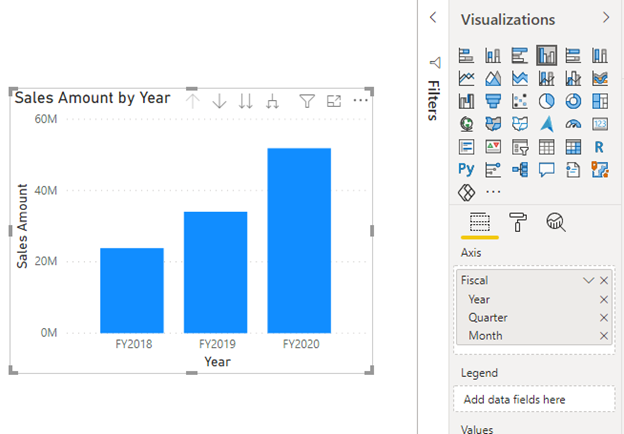 Sales Amount by Year
60M
40M
20M
0M
Sales Amount
FY2018 FY2019 FY2020
Year
Filters
Visualizations
123
R
Py
Axis
Fiscal
Year
Quarter
Month
Legend
Add data fields here
Values